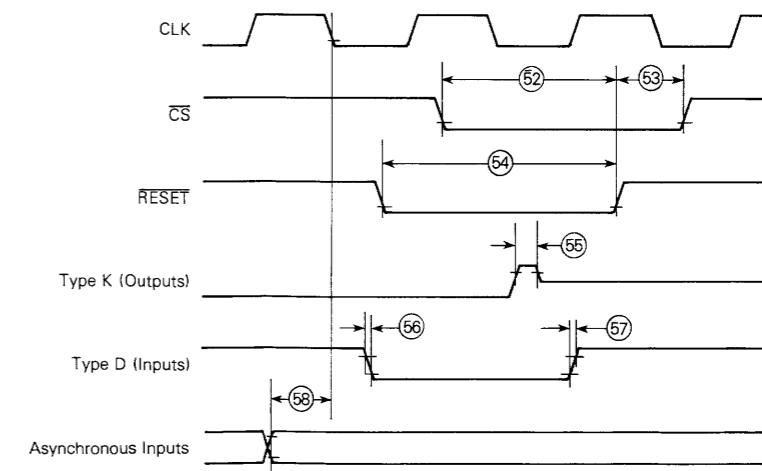 CLK
52
53
CS
54
RESET
55
Type K (Outputs)
56
57
Type D (Inputs)
58
Asynchronous Inputs